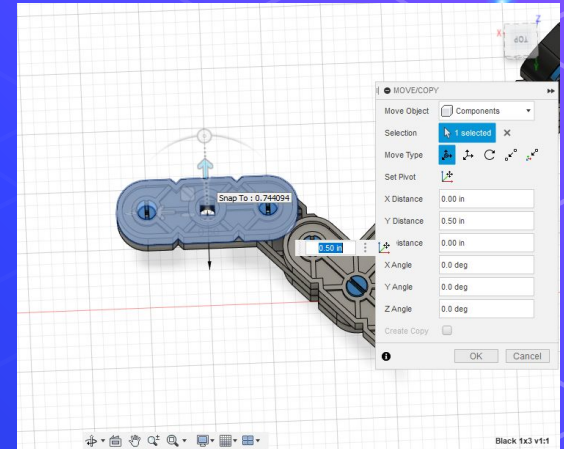 Z
X
TOP
MOVE/COPY
Move Object Components
Selection 1 selected
Move Type
Set Pivot
X Distance 0.00 in
Y Distance 0.50 in
istance 0.00 in
X Angle 0.0 deg
Y Angle 0.0 deg
Z Angle 0.0 deg
Create Copy
OK Cancel
Snap To : 0.744094
0.50 in
Black 1x3 v1:1